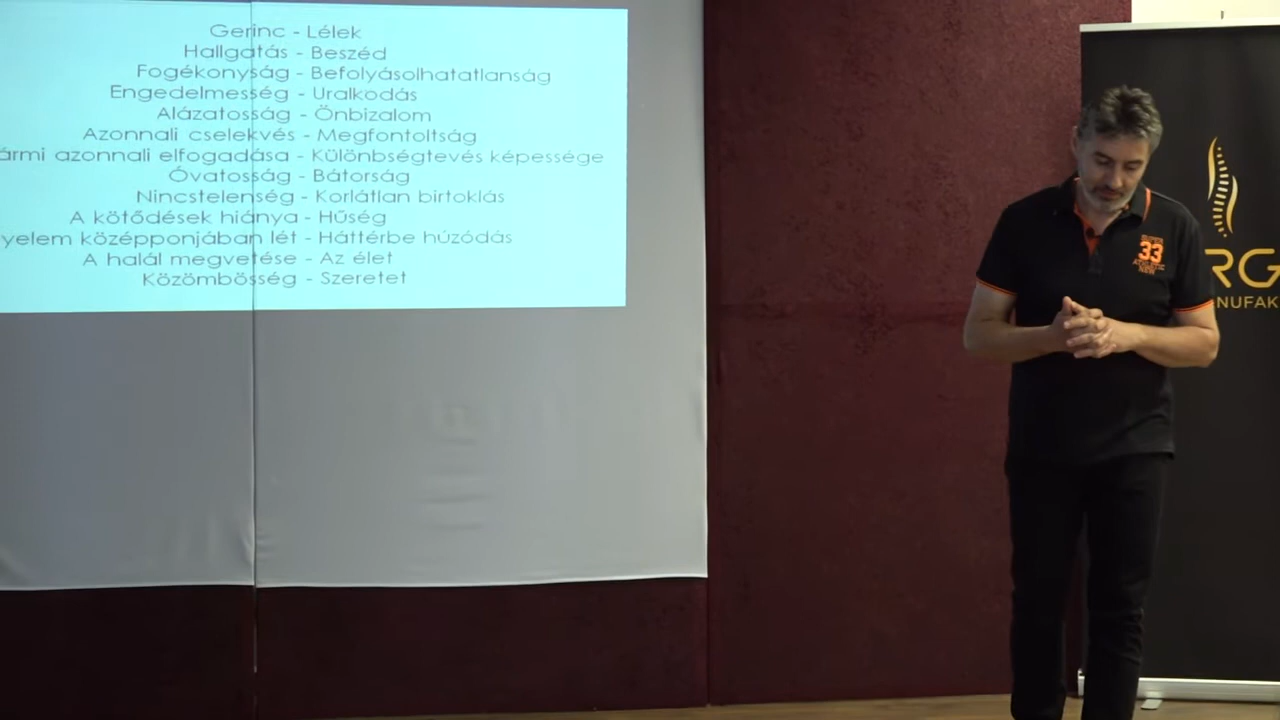 Gerinc - Lélek
Hallgatás - Beszéd
Fogékonyság - Befolyásolhatatlanság
Engedelmesség - Uralkodás
Alázatosság - Önbizalom
Azonnali cselekvés - Megfontoltság
ármi azonnali elfogadása - Különbségtevés képessége
Óvatosság - Bátorság
Nincstelenség - Korlátlan birtoklás
A kötődések hiánya - Hűség
yelem középponjában lét - Háttérbe húzódás
A halál megvetése - Az élet
Közömbösség - Szeretet
33
RG
NUFAK